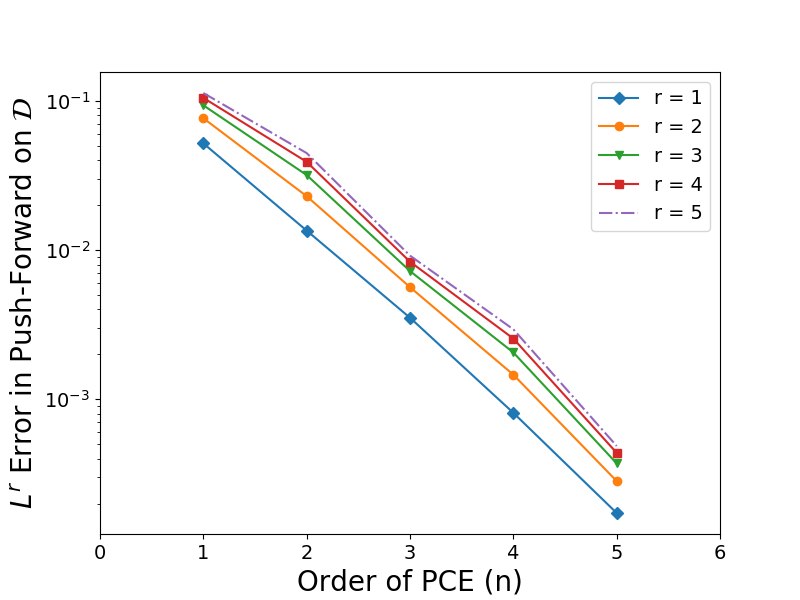 L^r Error in Push-Forward on 𝒟
10⁻¹
10⁻²
10⁻³
r = 1
r = 2
r = 3
r = 4
r = 5
0 1 2 3 4 5 6
Order of PCE (n)